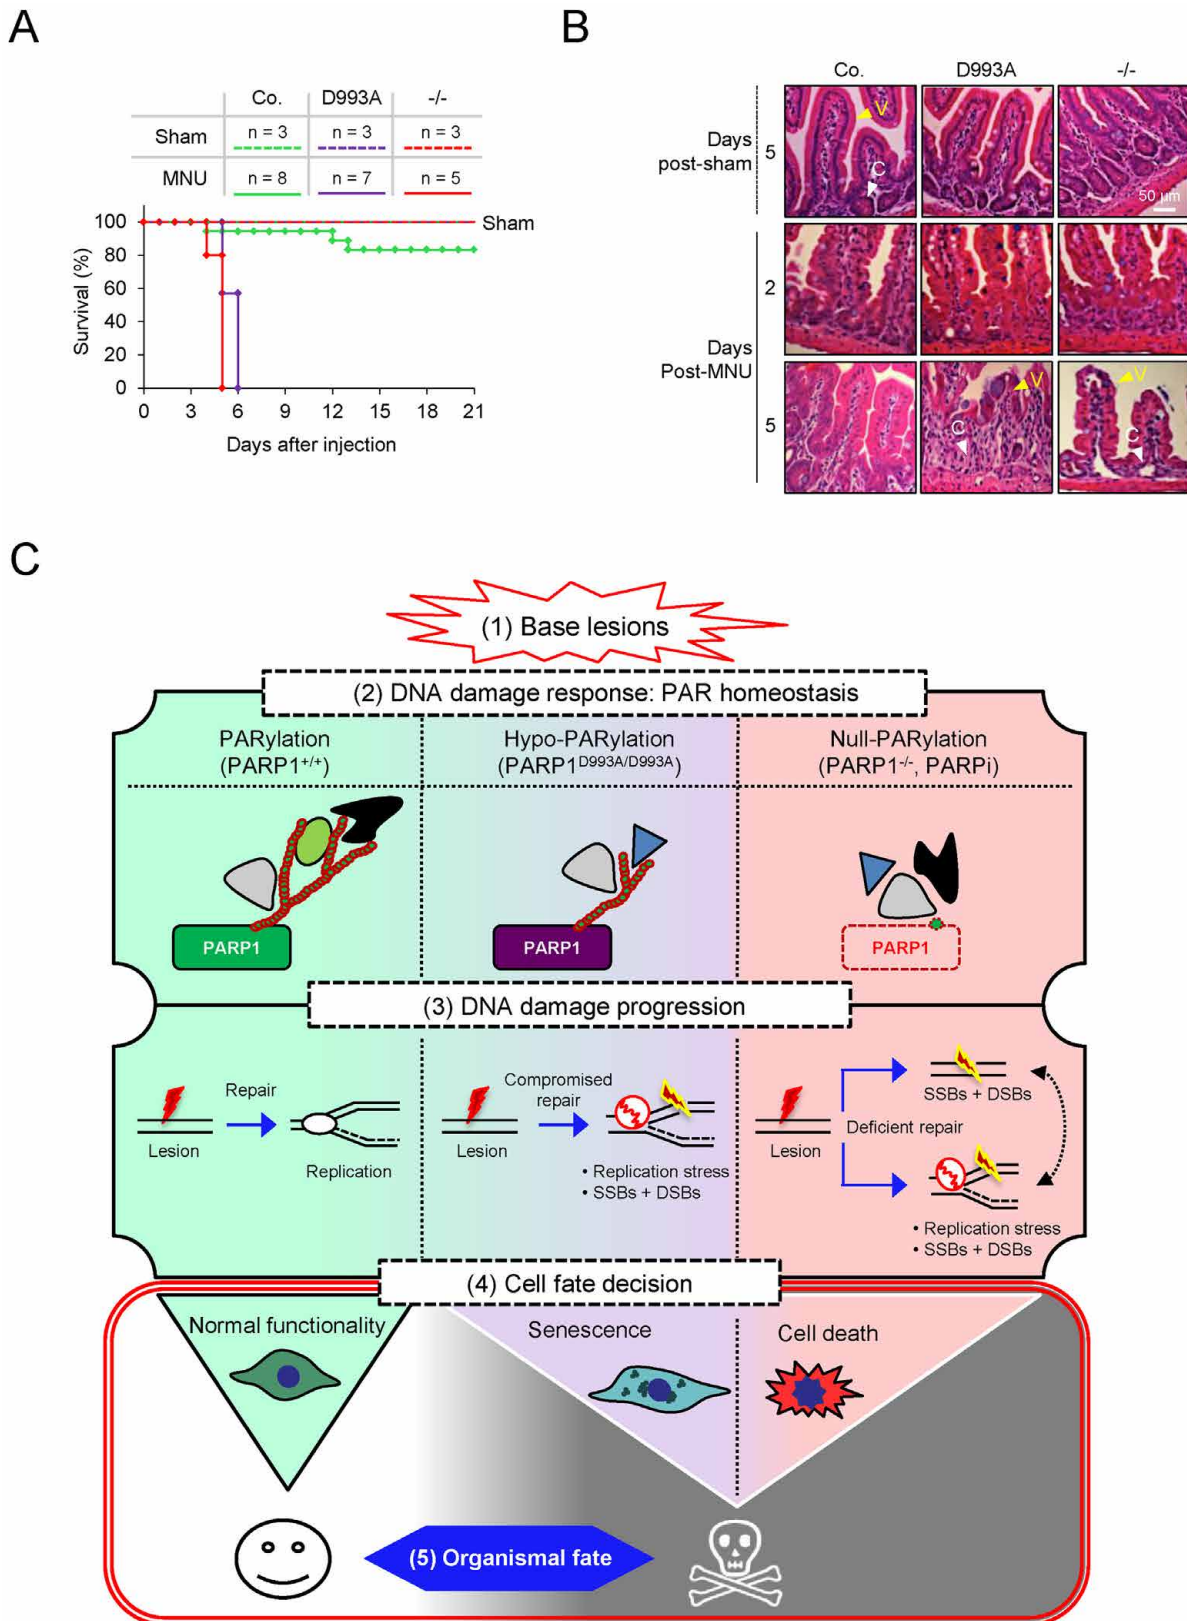 A
Co. D993A -/-
Sham n = 3 n = 3 n = 3
MNU n = 8 n = 7 n = 5
Survival (%)
100
80
60
40
20
0
Sham
0 3 6 9 12 15 18 21
Days after injection
B
Co. D993A -/-
Days
post-sham
5
V
C
50 µm
Days
Post-MNU
2
5
V
C
V
C
C
(1) Base lesions
(2) DNA damage response: PAR homeostasis
PARylation
(PARP1+/+)
Hypo-PARylation
(PARP1D993A/D993A)
Null-PARylation
(PARP1-/-, PARPi)
PARP1
PARP1
PARP1
(3) DNA damage progression
Lesion
Repair
Replication
Lesion
Compromised
repair
• Replication stress
• SSBs + DSBs
Lesion
Deficient repair
SSBs + DSBs
• Replication stress
• SSBs + DSBs
(4) Cell fate decision
Normal functionality
Senescence
Cell death
(5) Organismal fate